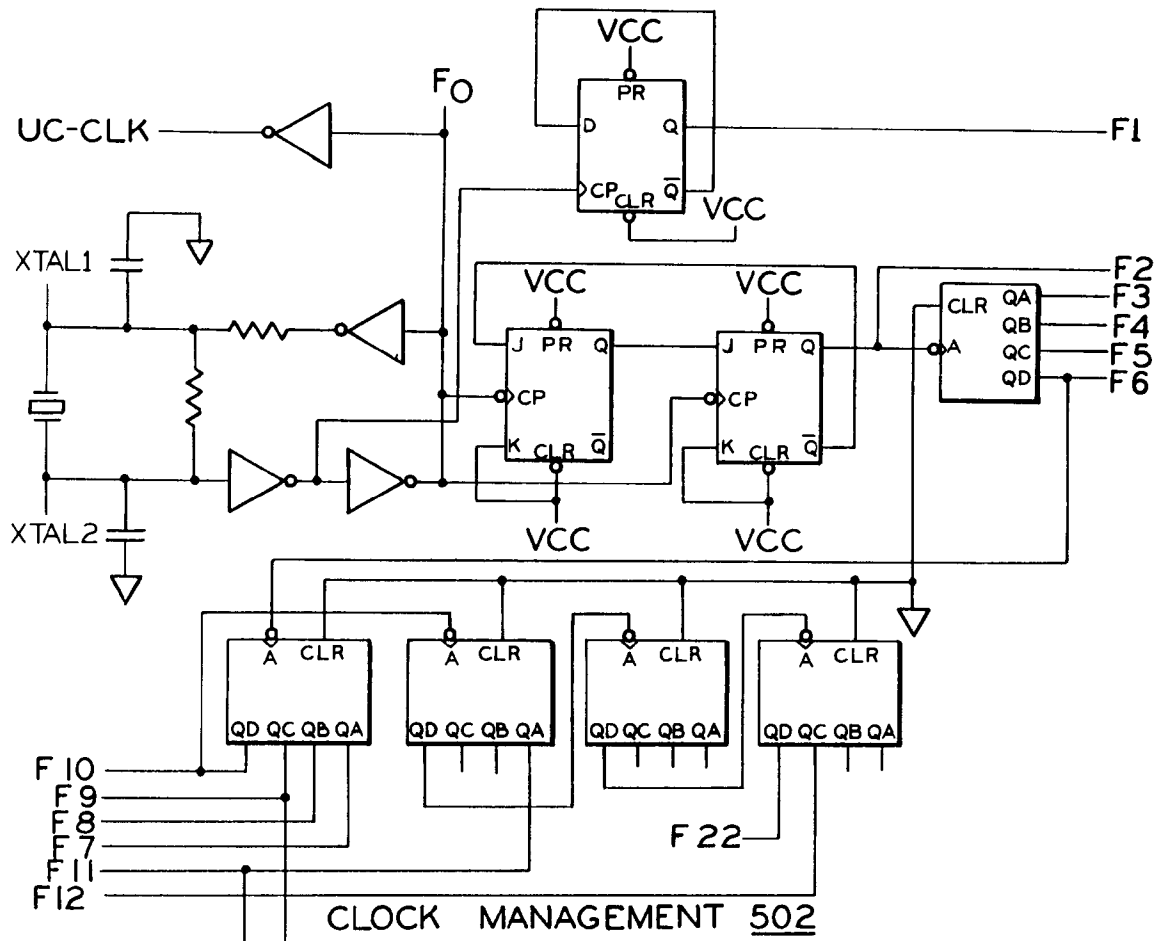 VCC
F0
PR
UC-CLK
D
Q
F1
CP
CLR
Q̅
VCC
XTAL1
VCC
VCC
F2
CLR
QA
F3
QB
F4
A
QC
F5
QD
F6
J
PR
Q
J
PR
Q
CP
CP
K
CLR
Q̅
K
CLR
Q̅
XTAL2
VCC
VCC
A
CLR
A
CLR
A
CLR
A
CLR
QD QC QB QA
QD QC QB QA
QD QC QB QA
QD QC QB QA
F10
F9
F8
F7
F22
F11
F12
CLOCK MANAGEMENT 502